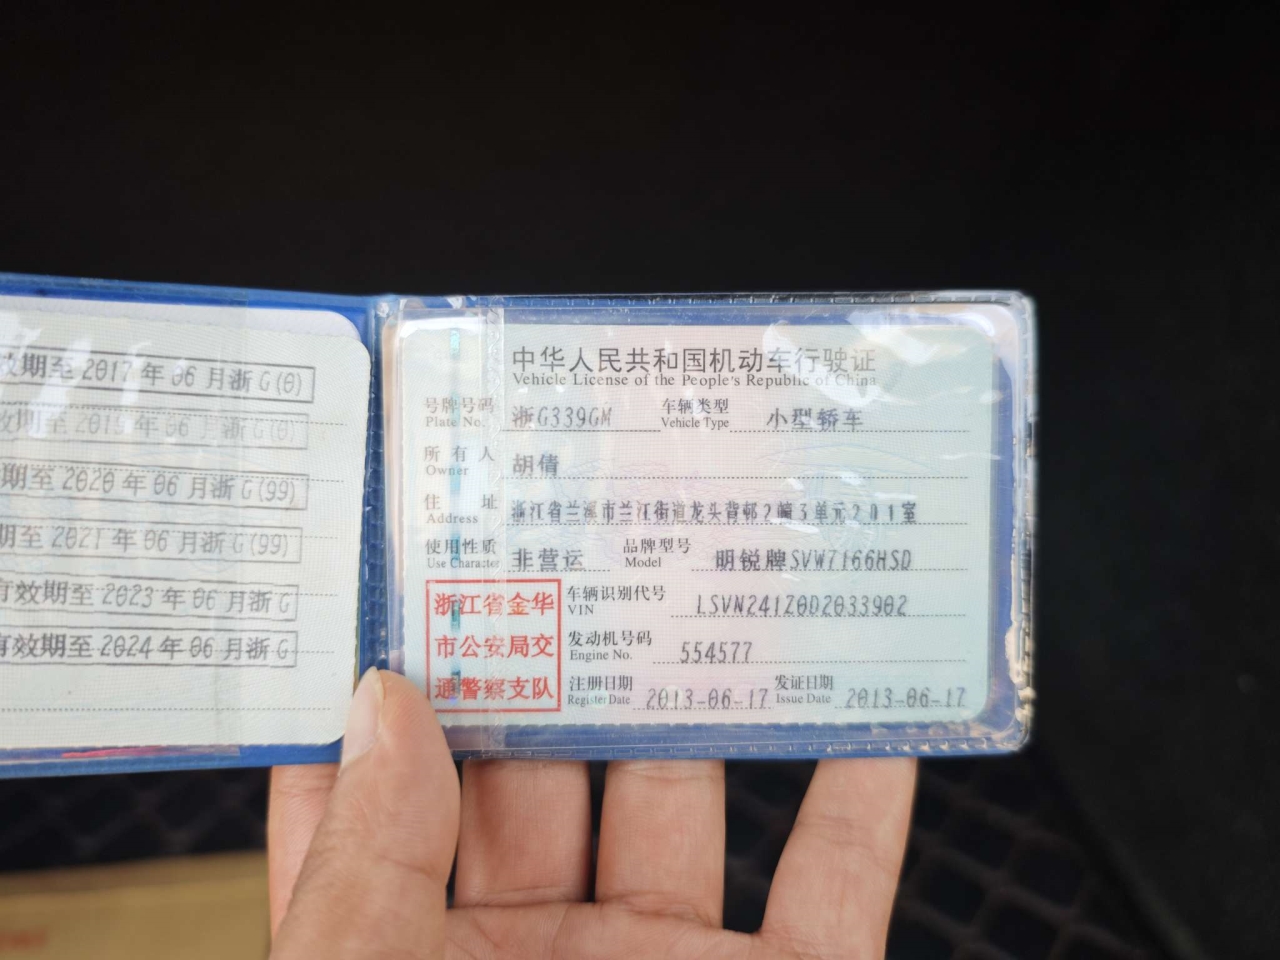 效期至 2017 年 06 月浙 G(0)
效期至 2015 年 06 月浙 G(0)
期至 2020 年 06 月浙 G(99)
期至 2021 年 06 月浙 G(99)
有效期至 2023 年 06 月浙 G
有效期至 2024 年 06 月浙 G
中华人民共和国机动车行驶证
Vehicle License of the People's Republic of China
号牌号码 浙G339GM 车辆类型 小型轿车
Plate No. Vehicle Type
所有人 胡倩
Owner
住址 浙江省兰溪市兰江街道龙头背邨2幢3单元201室
Address
使用性质 非营运 品牌型号 明锐牌SVW7166HSD
Use Character Model
浙江省金华
市公安局交
通警察支队
车辆识别代号 LSVN241Z0D2033902
VIN
发动机号码 554577
Engine No.
注册日期 2013-06-17 发证日期 2013-06-17
Register Date Issue Date